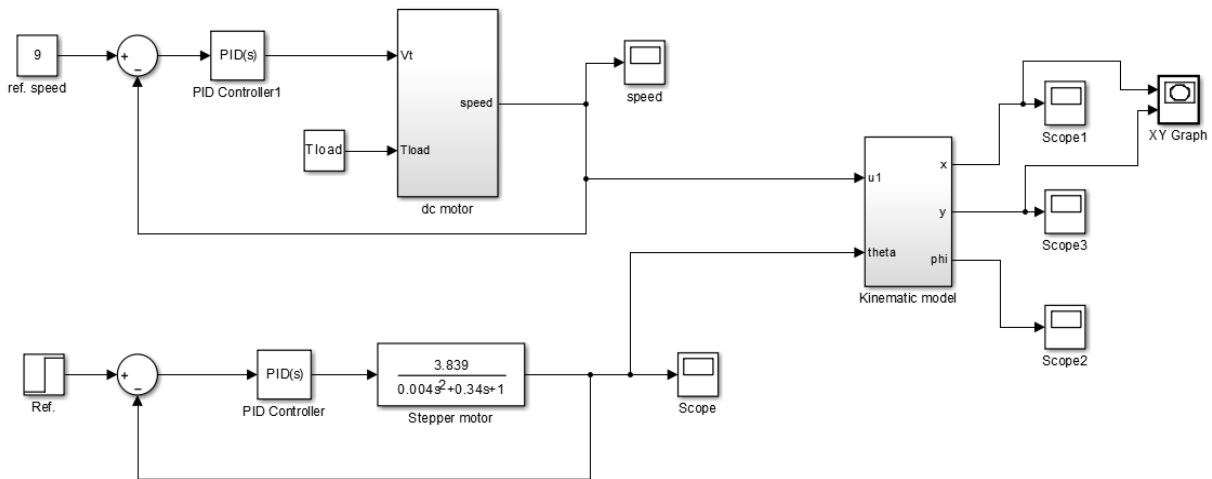 9
ref. speed
+
−
PID(s)
PID Controller1
Vt
speed
Tload
dc motor
Tload
speed
u1
theta
x
y
phi
Kinematic model
Scope1
XY Graph
Scope3
Scope2
Ref.
+
−
PID(s)
PID Controller
3.839
0.004s²+0.34s+1
Stepper motor
Scope